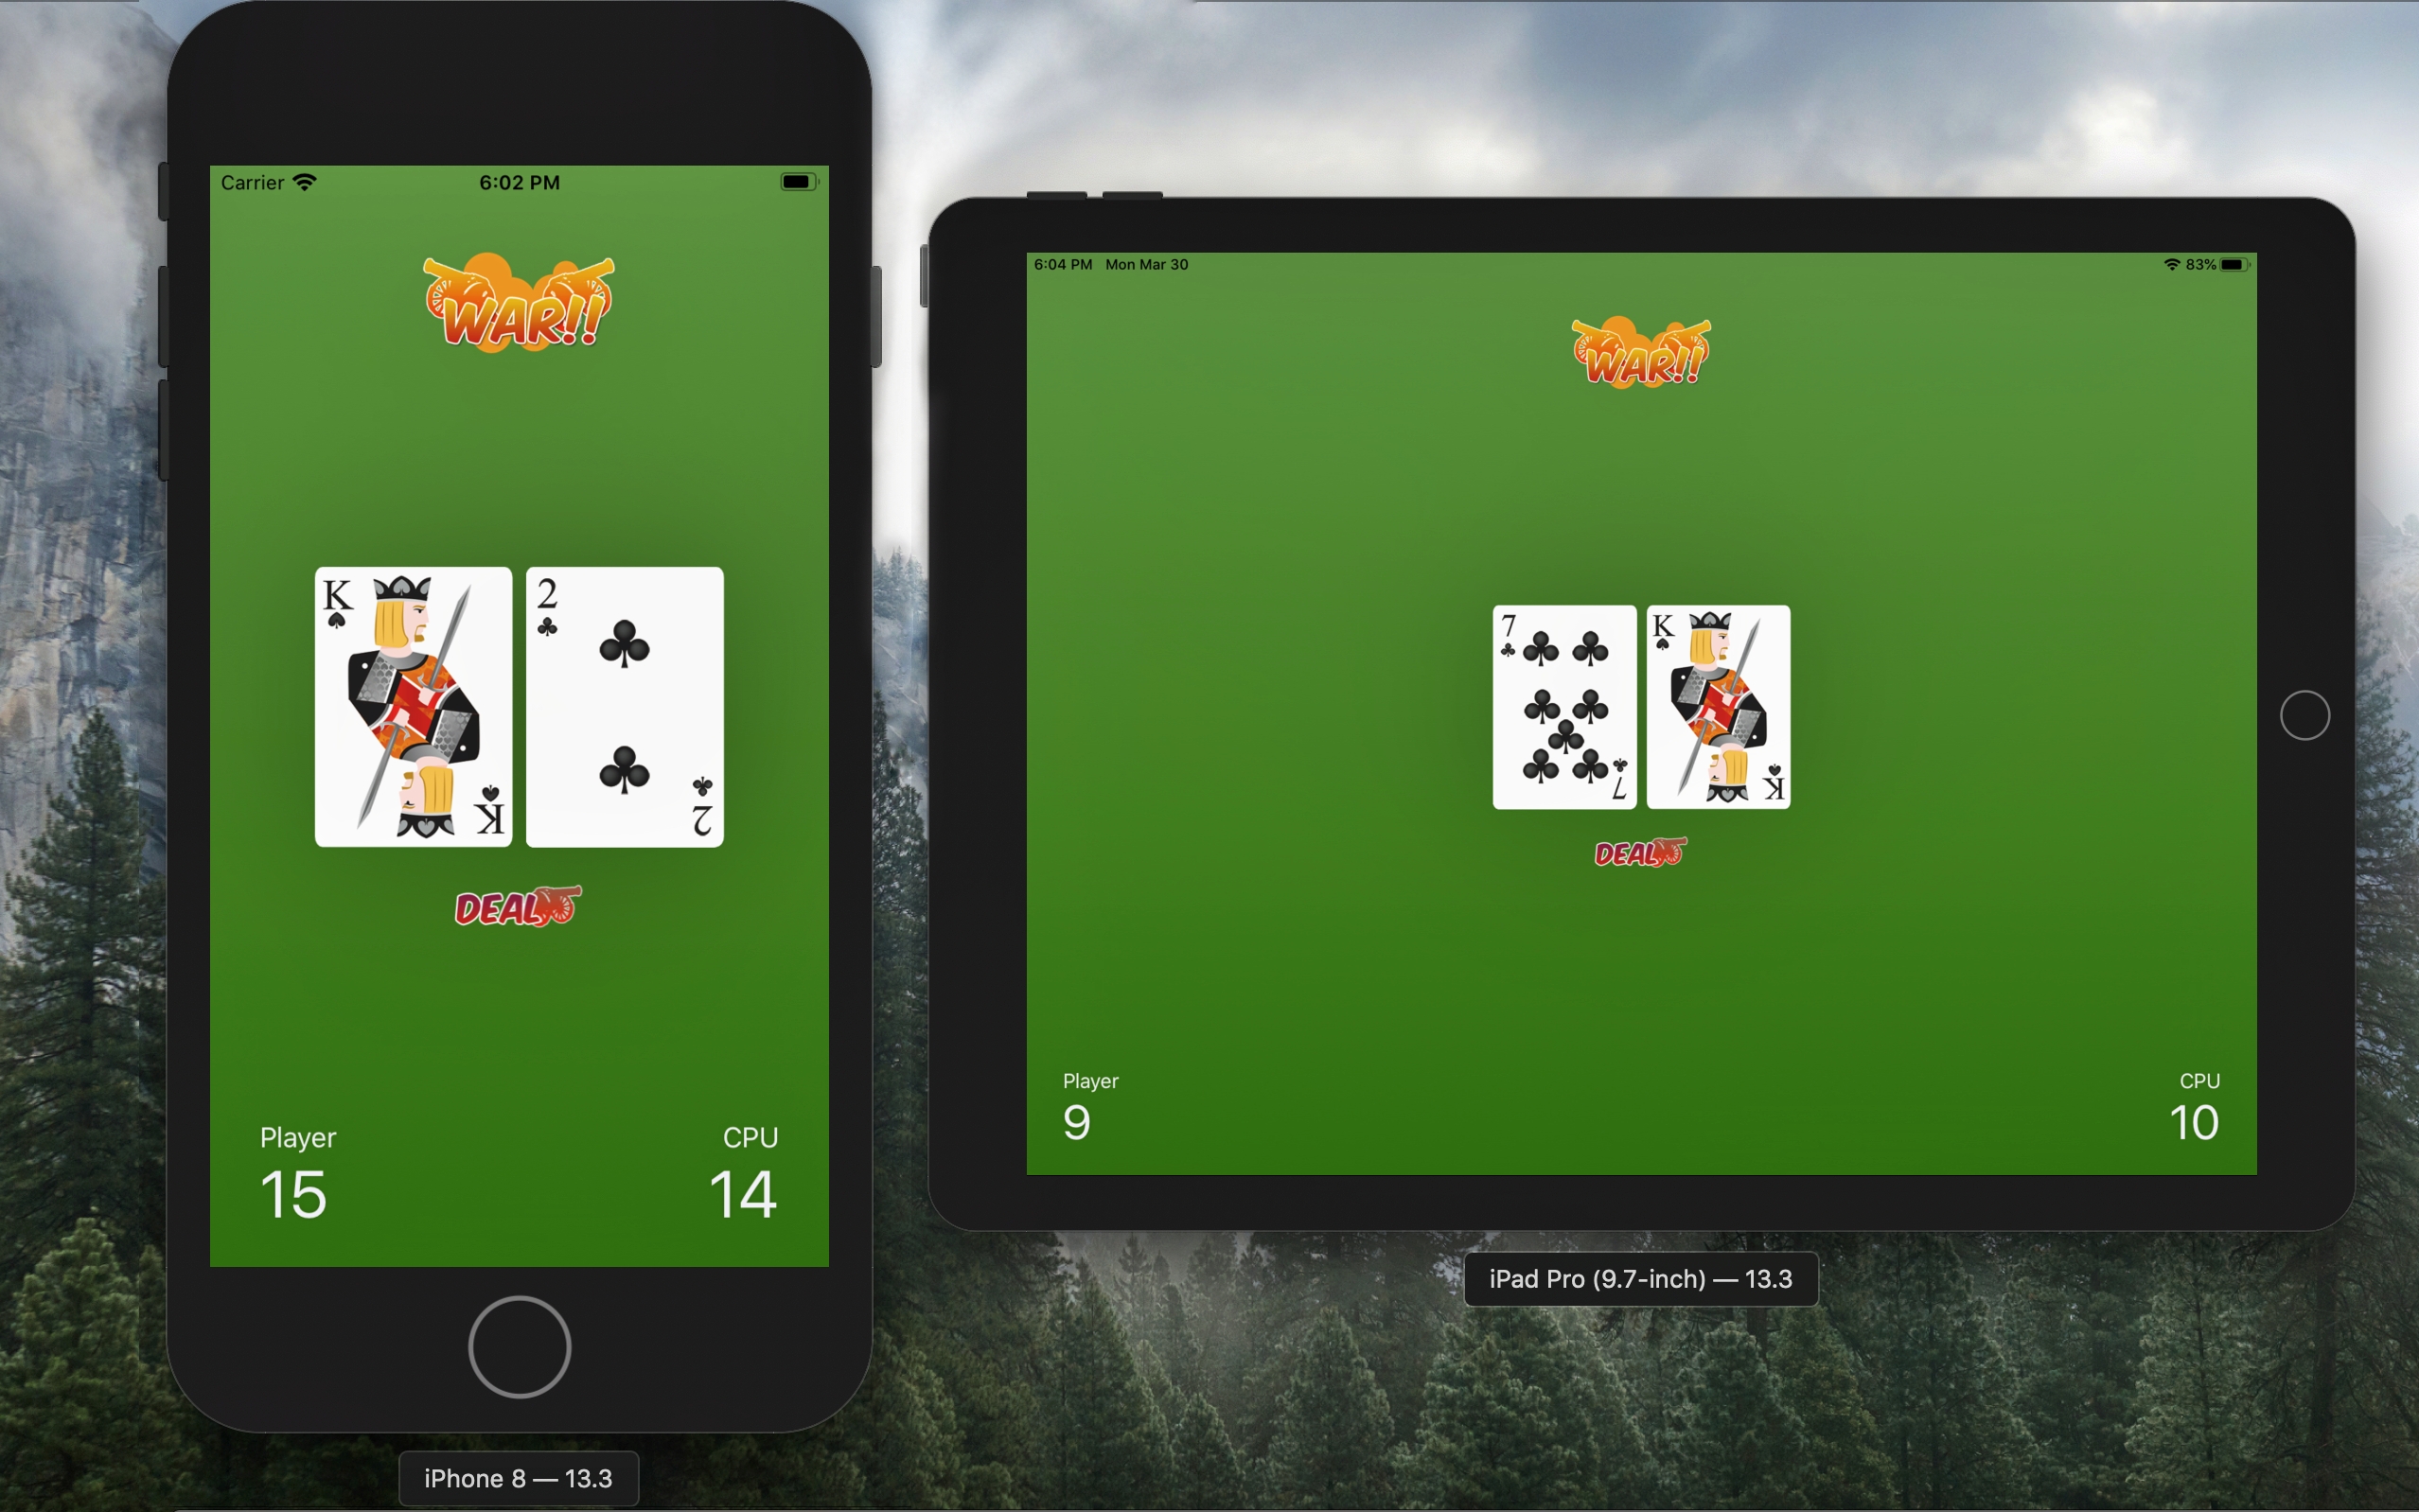 Carrier 6:02 PM
WAR!!
K 2
K 2
DEAL
Player CPU
15 14
iPhone 8 — 13.3
6:04 PM Mon Mar 30 83%
WAR!!
7 K
7 K
DEAL
Player CPU
9 10
iPad Pro (9.7-inch) — 13.3